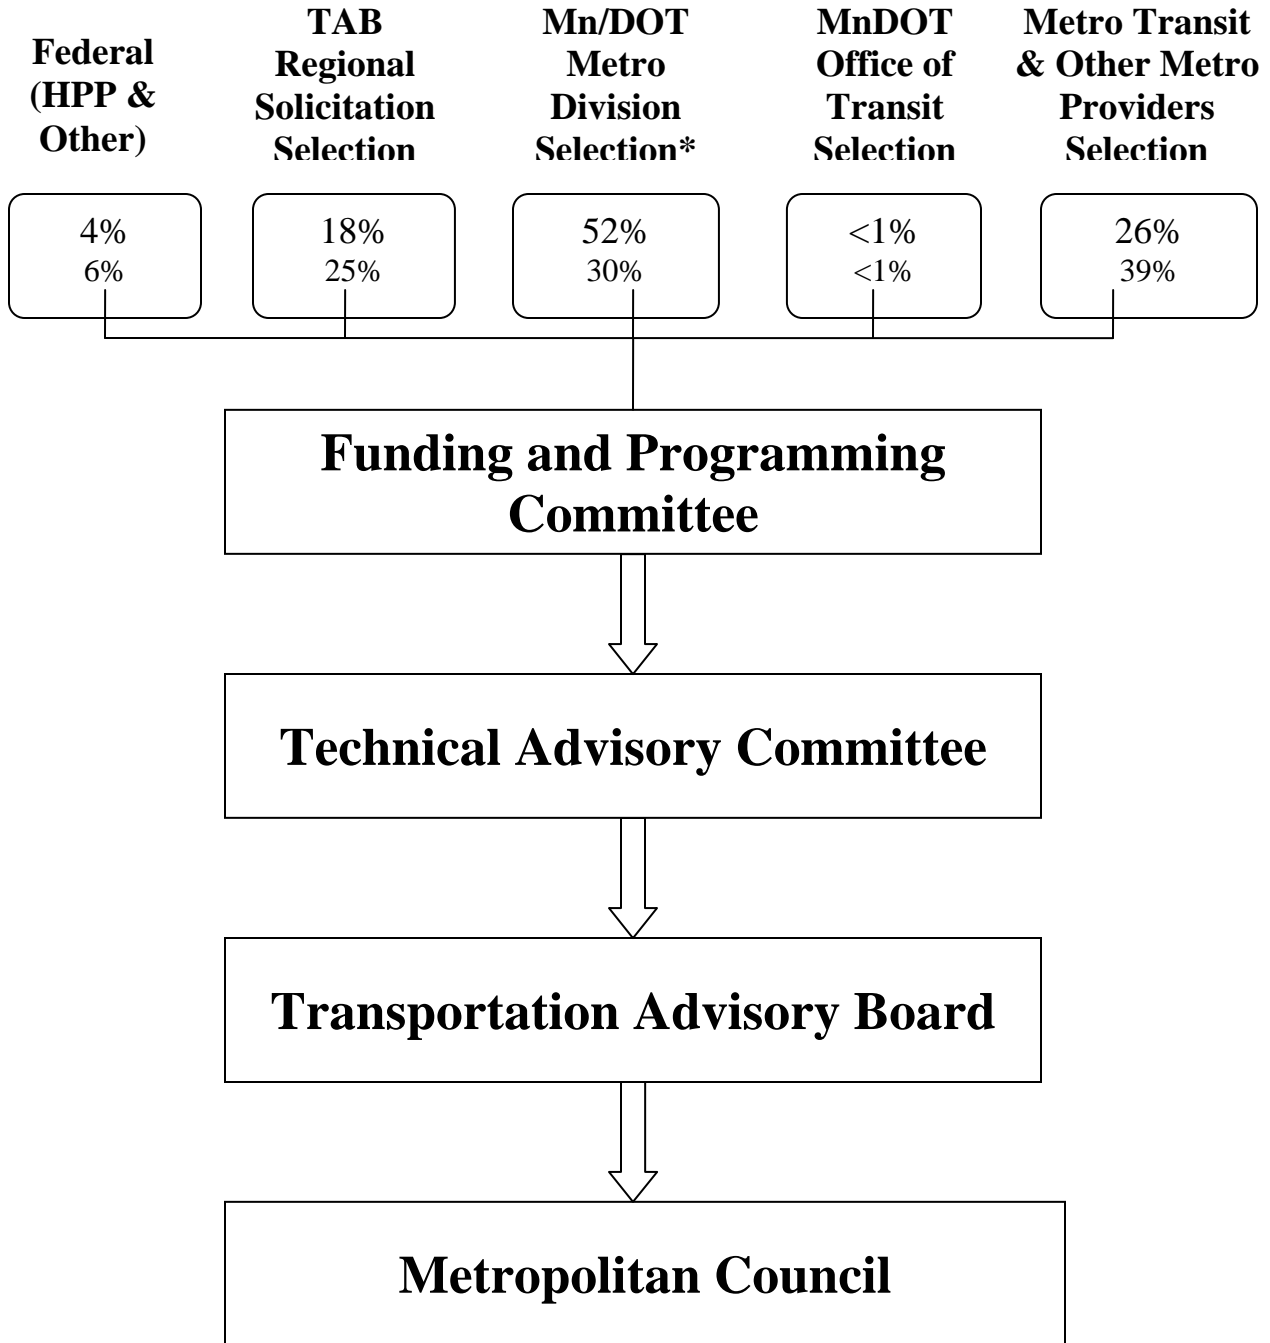 Federal
(HPP &
Other)
TAB
Regional
Solicitation
Selection
Mn/DOT
Metro
Division
Selection*
MnDOT
Office of
Transit
Selection
Metro Transit
& Other Metro
Providers
Selection
4%
6%
18%
25%
52%
30%
<1%
<1%
26%
39%
Funding and Programming
Committee
Technical Advisory Committee
Transportation Advisory Board
Metropolitan Council